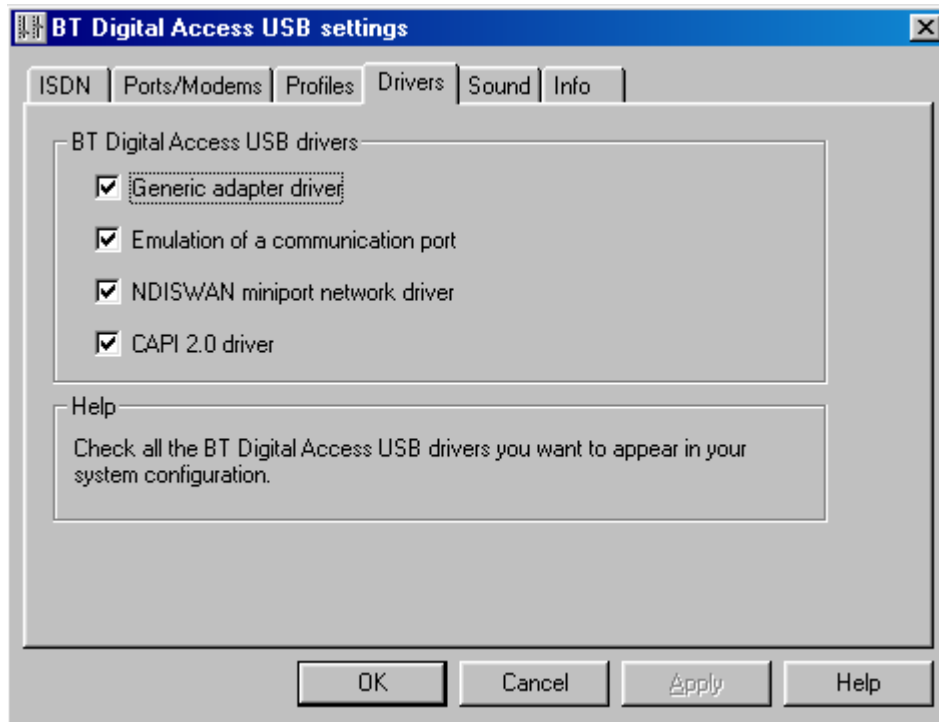 BT Digital Access USB settings
ISDN Ports/Modems Profiles Drivers Sound Info
BT Digital Access USB drivers
Generic adapter driver
Emulation of a communication port
NDISWAN miniport network driver
CAPI 2.0 driver
Help
Check all the BT Digital Access USB drivers you want to appear in your
system configuration.
OK Cancel Apply Help